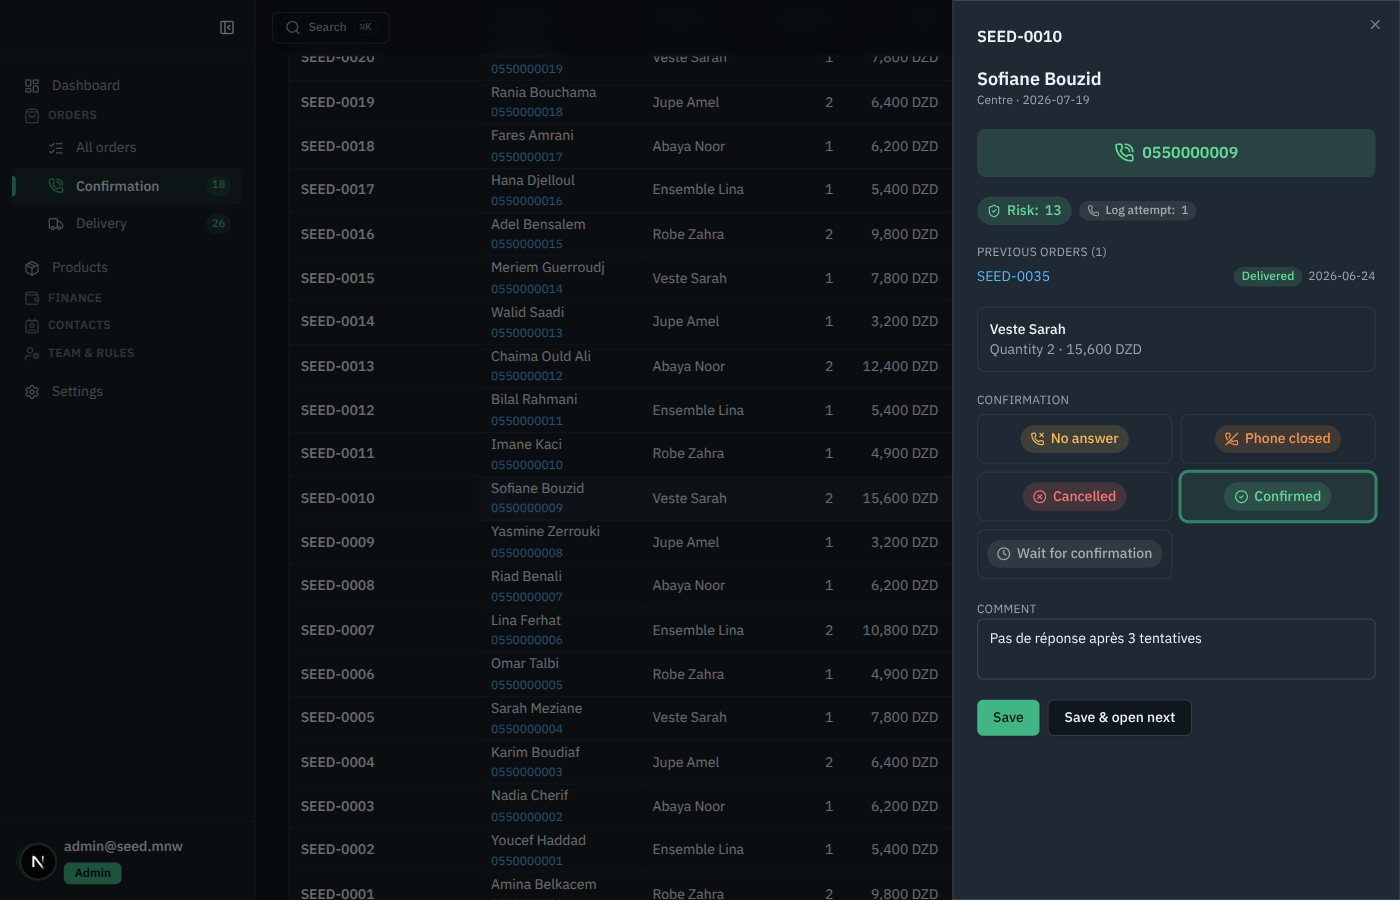 Search ⌘K
Dashboard
ORDERS
All orders
Confirmation 18
Delivery 26
Products
FINANCE
CONTACTS
TEAM & RULES
Settings
admin@seed.mnw
Admin
N
SEED-0020 Veste Sarah 1 7,800 DZD
0550000019
SEED-0019 Rania Bouchama Jupe Amel 2 6,400 DZD
0550000018
SEED-0018 Fares Amrani Abaya Noor 1 6,200 DZD
0550000017
SEED-0017 Hana Djelloul Ensemble Lina 1 5,400 DZD
0550000016
SEED-0016 Adel Bensalem Robe Zahra 2 9,800 DZD
0550000015
SEED-0015 Meriem Guerroudj Veste Sarah 1 7,800 DZD
0550000014
SEED-0014 Walid Saadi Jupe Amel 1 3,200 DZD
0550000013
SEED-0013 Chaima Ould Ali Abaya Noor 2 12,400 DZD
0550000012
SEED-0012 Bilal Rahmani Ensemble Lina 1 5,400 DZD
0550000011
SEED-0011 Imane Kaci Robe Zahra 1 4,900 DZD
0550000010
SEED-0010 Sofiane Bouzid Veste Sarah 2 15,600 DZD
0550000009
SEED-0009 Yasmine Zerrouki Jupe Amel 1 3,200 DZD
0550000008
SEED-0008 Riad Benali Abaya Noor 1 6,200 DZD
0550000007
SEED-0007 Lina Ferhat Ensemble Lina 2 10,800 DZD
0550000006
SEED-0006 Omar Talbi Robe Zahra 1 4,900 DZD
0550000005
SEED-0005 Sarah Meziane Veste Sarah 1 7,800 DZD
0550000004
SEED-0004 Karim Boudiaf Jupe Amel 2 6,400 DZD
0550000003
SEED-0003 Nadia Cherif Abaya Noor 1 6,200 DZD
0550000002
SEED-0002 Youcef Haddad Ensemble Lina 1 5,400 DZD
0550000001
SEED-0001 Amina Belkacem Robe Zahra 2 9,800 DZD
SEED-0010
Sofiane Bouzid
Centre · 2026-07-19
0550000009
Risk: 13 Log attempt: 1
PREVIOUS ORDERS (1)
SEED-0035 Delivered 2026-06-24
Veste Sarah
Quantity 2 · 15,600 DZD
CONFIRMATION
No answer Phone closed
Cancelled Confirmed
Wait for confirmation
COMMENT
Pas de réponse après 3 tentatives
Save Save & open next